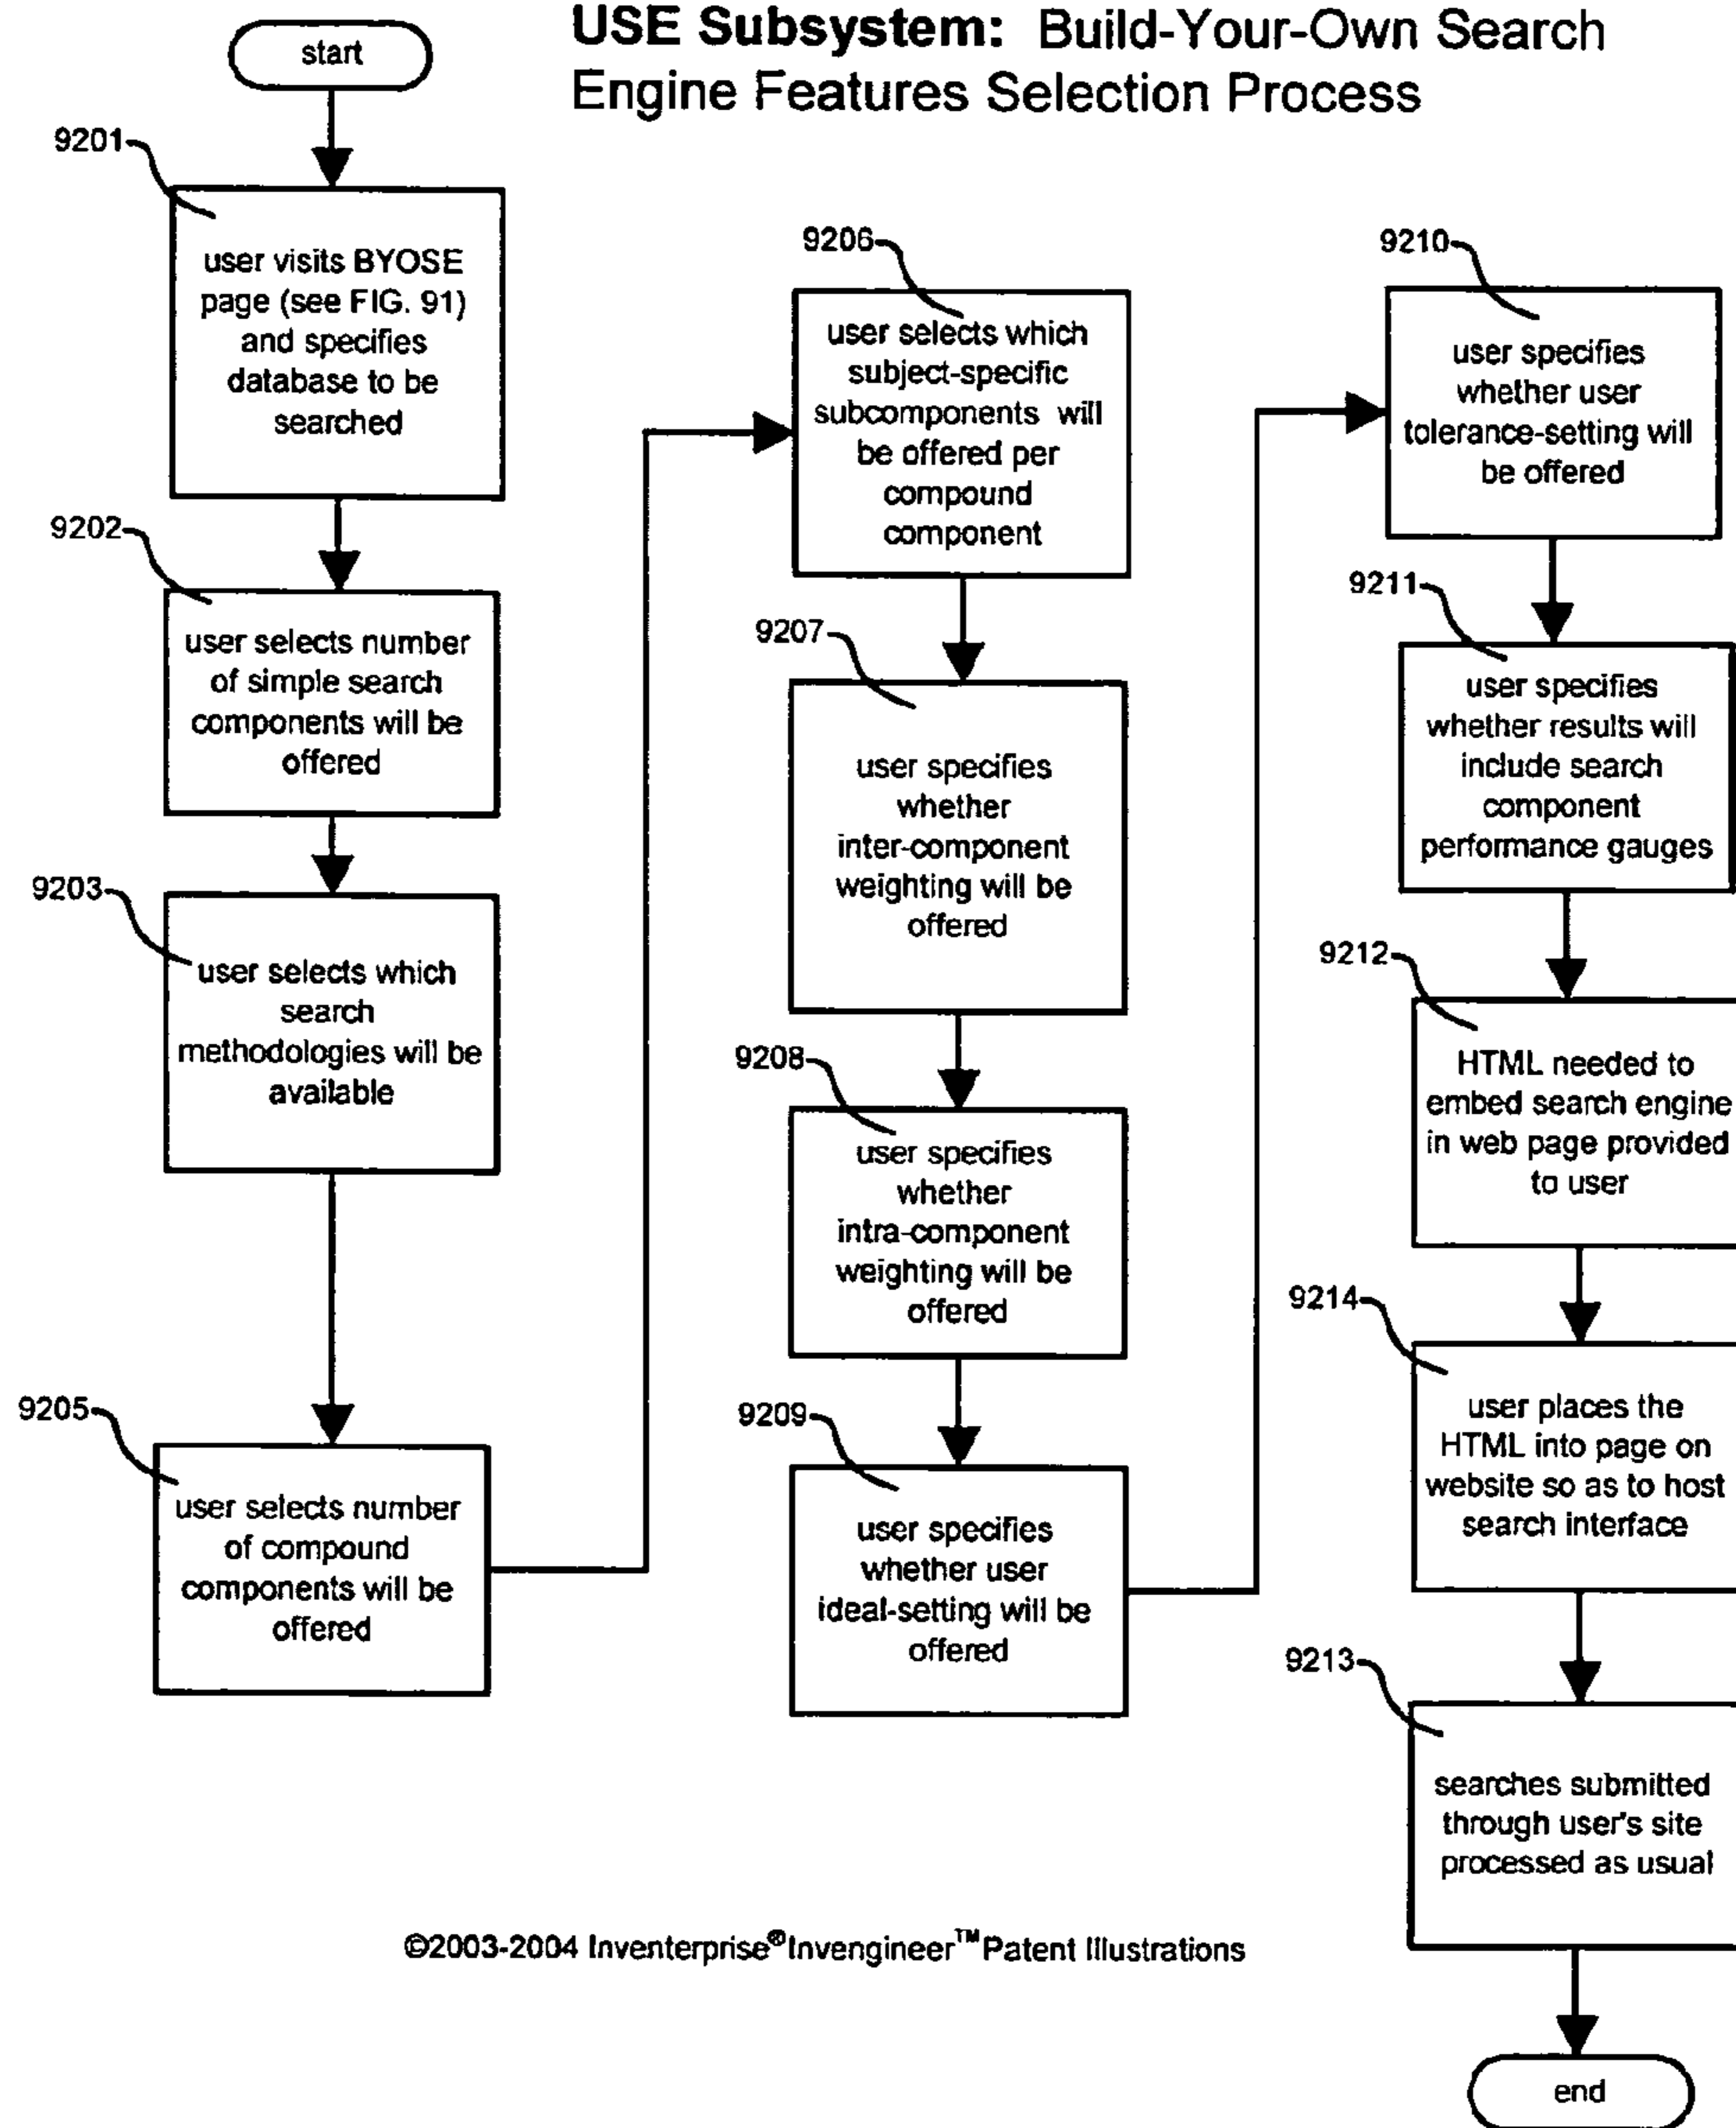 USE Subsystem: Build-Your-Own Search
Engine Features Selection Process
start
9201
user visits BYOSE
page (see FIG. 91)
and specifies
database to be
searched
9202
user selects number
of simple search
components will be
offered
9203
user selects which
search
methodologies will be
available
9205
user selects number
of compound
components will be
offered
9206
user selects which
subject-specific
subcomponents will
be offered per
compound
component
9207
user specifies
whether
inter-component
weighting will be
offered
9208
user specifies
whether
intra-component
weighting will be
offered
9209
user specifies
whether user
ideal-setting will be
offered
9210
user specifies
whether user
tolerance-setting will
be offered
9211
user specifies
whether results will
include search
component
performance gauges
9212
HTML needed to
embed search engine
in web page provided
to user
9214
user places the
HTML into page on
website so as to host
search interface
9213
searches submitted
through user's site
processed as usual
end
©2003-2004 Inventerprise®Invengineer™Patent Illustrations